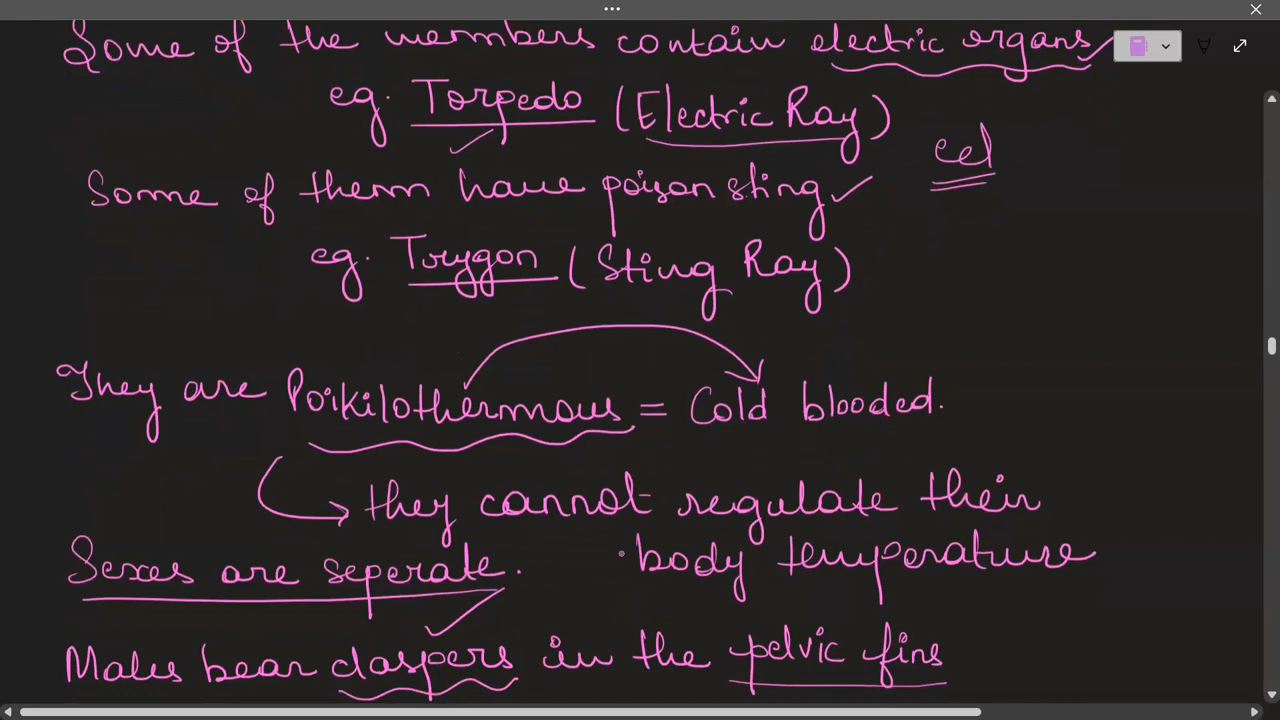 Some of the members contain electric organs
eg. Torpedo (Electric Ray)
eel
Some of them have poison sting
eg. Trygon (Sting Ray)
They are Poikilothermous = Cold blooded.
they cannot regulate their
body temperature
Sexes are seperate.
Males bear claspers in the pelvic fins